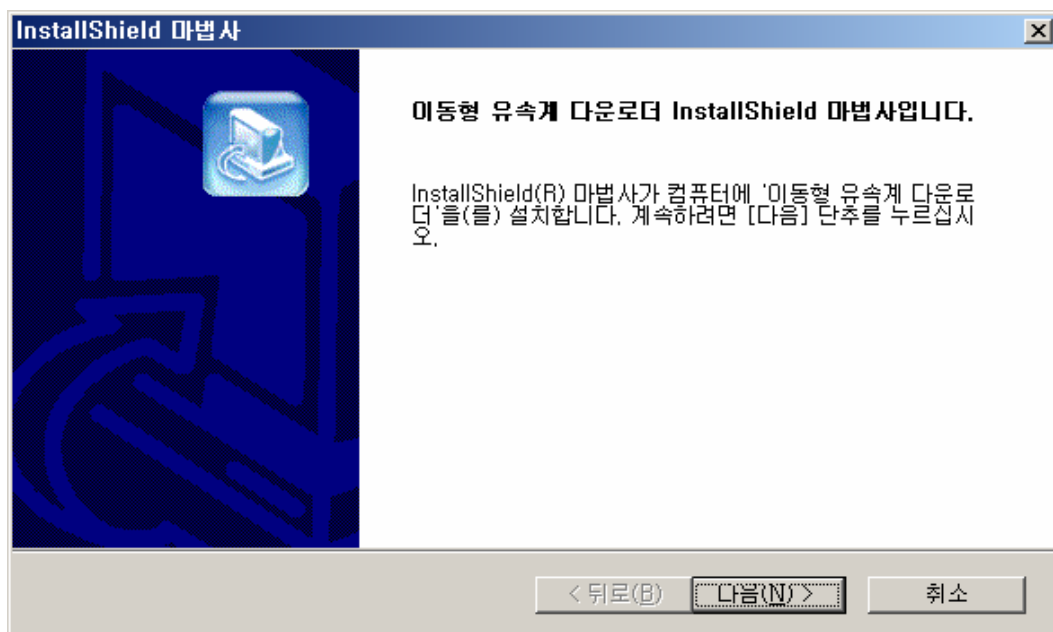 InstallShield 마법사
이동형 유속계 다운로더 InstallShield 마법사입니다.
InstallShield(R) 마법사가 컴퓨터에 '이동형 유속계 다운로
더'을(를) 설치합니다. 계속하려면 [다음] 단추를 누르십시
오.
< 뒤로(B) 다음(N) > 취소